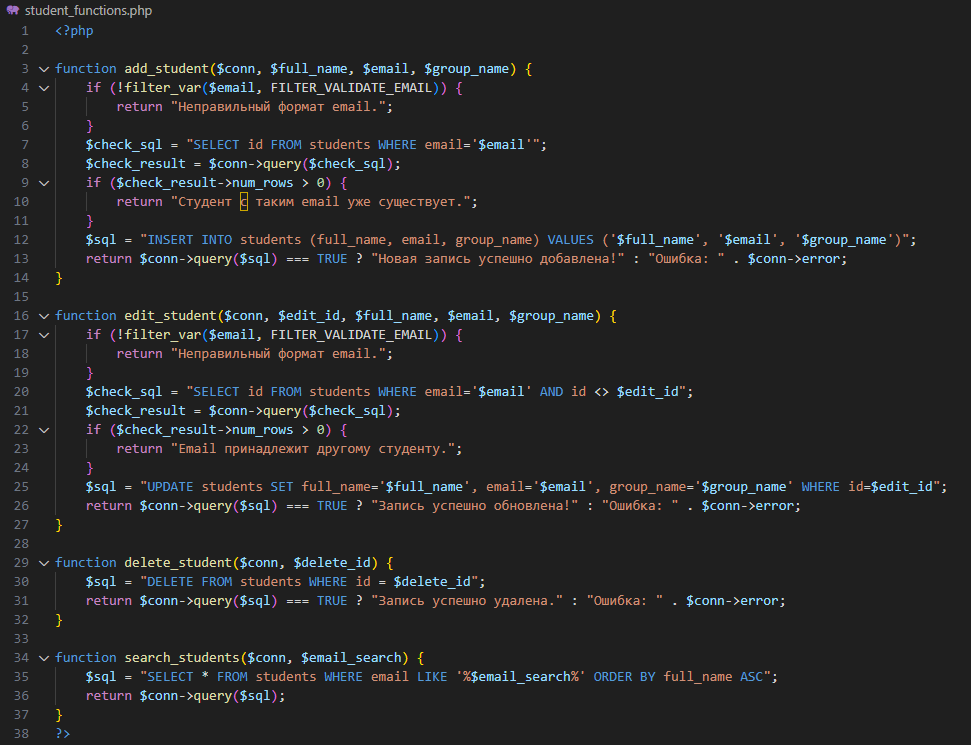 student_functions.php
1 <?php
2
3 function add_student($conn, $full_name, $email, $group_name) {
4     if (!filter_var($email, FILTER_VALIDATE_EMAIL)) {
5         return "Неправильный формат email.";
6     }
7     $check_sql = "SELECT id FROM students WHERE email='$email'";
8     $check_result = $conn->query($check_sql);
9     if ($check_result->num_rows > 0) {
10         return "Студент с таким email уже существует.";
11     }
12     $sql = "INSERT INTO students (full_name, email, group_name) VALUES ('$full_name', '$email', '$group_name')";
13     return $conn->query($sql) === TRUE ? "Новая запись успешно добавлена!" : "Ошибка: " . $conn->error;
14 }
15
16 function edit_student($conn, $edit_id, $full_name, $email, $group_name) {
17     if (!filter_var($email, FILTER_VALIDATE_EMAIL)) {
18         return "Неправильный формат email.";
19     }
20     $check_sql = "SELECT id FROM students WHERE email='$email' AND id <> $edit_id";
21     $check_result = $conn->query($check_sql);
22     if ($check_result->num_rows > 0) {
23         return "Email принадлежит другому студенту.";
24     }
25     $sql = "UPDATE students SET full_name='$full_name', email='$email', group_name='$group_name' WHERE id=$edit_id";
26     return $conn->query($sql) === TRUE ? "Запись успешно обновлена!" : "Ошибка: " . $conn->error;
27 }
28
29 function delete_student($conn, $delete_id) {
30     $sql = "DELETE FROM students WHERE id = $delete_id";
31     return $conn->query($sql) === TRUE ? "Запись успешно удалена." : "Ошибка: " . $conn->error;
32 }
33
34 function search_students($conn, $email_search) {
35     $sql = "SELECT * FROM students WHERE email LIKE '%$email_search%' ORDER BY full_name ASC";
36     return $conn->query($sql);
37 }
38 ?>